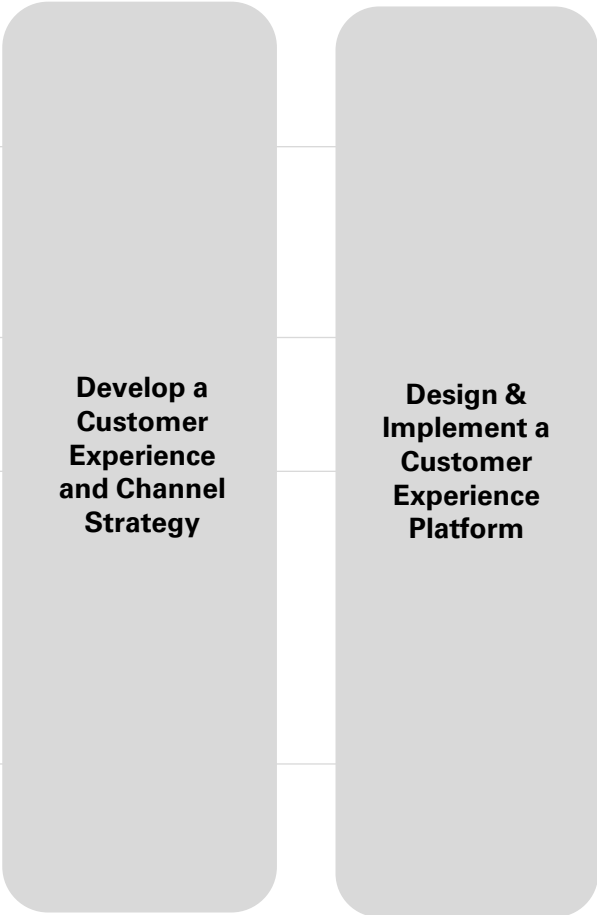 Develop a
Customer
Experience
and Channel
Strategy
Design &
Implement a
Customer
Experience
Platform